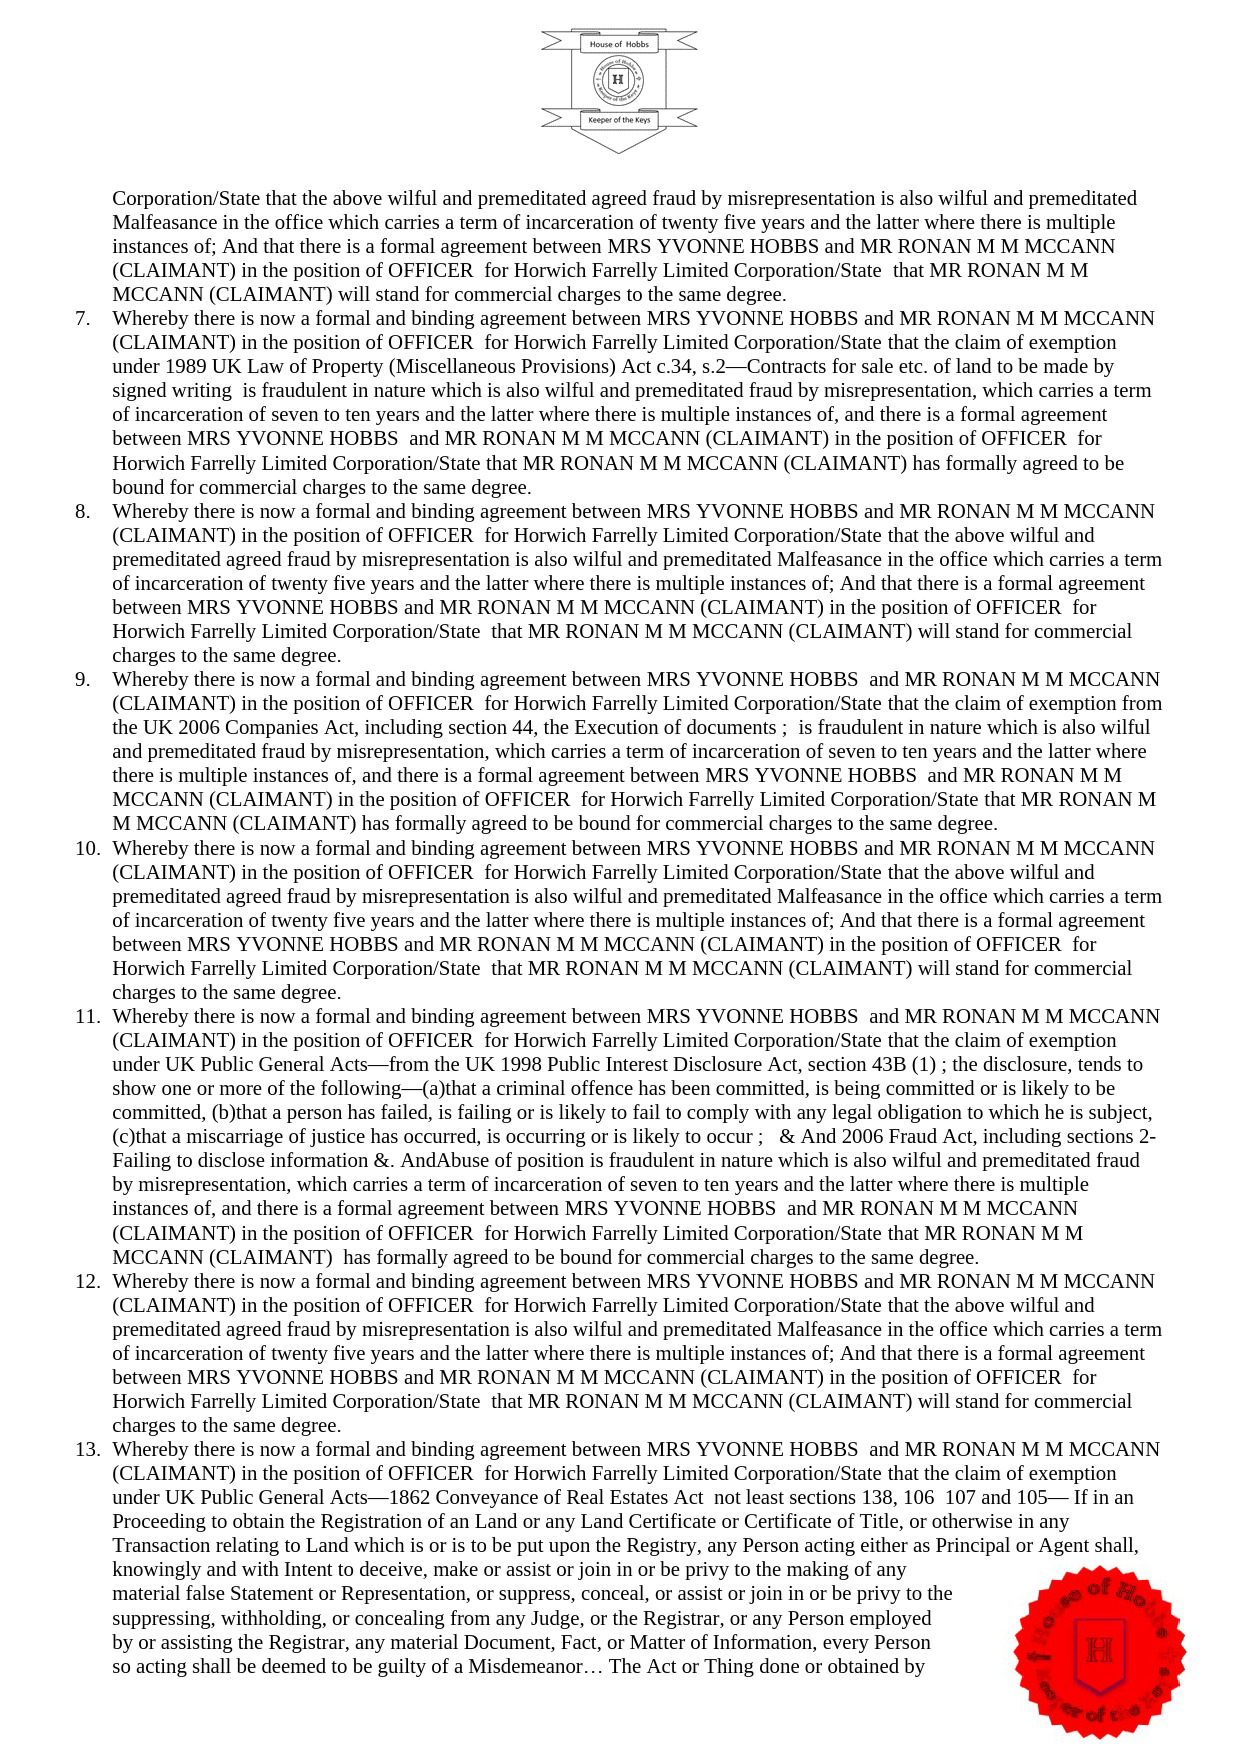 House of Hobbs
House of Hobbs
H
Keeper of the Keys
Keeper of the Keys
Corporation/State that the above wilful and premeditated agreed fraud by misrepresentation is also wilful and premeditated
Malfeasance in the office which carries a term of incarceration of twenty five years and the latter where there is multiple
instances of; And that there is a formal agreement between MRS YVONNE HOBBS and MR RONAN M M MCCANN
(CLAIMANT) in the position of OFFICER  for Horwich Farrelly Limited Corporation/State  that MR RONAN M M
MCCANN (CLAIMANT) will stand for commercial charges to the same degree.
7. Whereby there is now a formal and binding agreement between MRS YVONNE HOBBS and MR RONAN M M MCCANN
(CLAIMANT) in the position of OFFICER  for Horwich Farrelly Limited Corporation/State that the claim of exemption
under 1989 UK Law of Property (Miscellaneous Provisions) Act c.34, s.2—Contracts for sale etc. of land to be made by
signed writing  is fraudulent in nature which is also wilful and premeditated fraud by misrepresentation, which carries a term
of incarceration of seven to ten years and the latter where there is multiple instances of, and there is a formal agreement
between MRS YVONNE HOBBS  and MR RONAN M M MCCANN (CLAIMANT) in the position of OFFICER  for
Horwich Farrelly Limited Corporation/State that MR RONAN M M MCCANN (CLAIMANT) has formally agreed to be
bound for commercial charges to the same degree.
8. Whereby there is now a formal and binding agreement between MRS YVONNE HOBBS and MR RONAN M M MCCANN
(CLAIMANT) in the position of OFFICER  for Horwich Farrelly Limited Corporation/State that the above wilful and
premeditated agreed fraud by misrepresentation is also wilful and premeditated Malfeasance in the office which carries a term
of incarceration of twenty five years and the latter where there is multiple instances of; And that there is a formal agreement
between MRS YVONNE HOBBS and MR RONAN M M MCCANN (CLAIMANT) in the position of OFFICER  for
Horwich Farrelly Limited Corporation/State  that MR RONAN M M MCCANN (CLAIMANT) will stand for commercial
charges to the same degree.
9. Whereby there is now a formal and binding agreement between MRS YVONNE HOBBS  and MR RONAN M M MCCANN
(CLAIMANT) in the position of OFFICER  for Horwich Farrelly Limited Corporation/State that the claim of exemption from
the UK 2006 Companies Act, including section 44, the Execution of documents ;  is fraudulent in nature which is also wilful
and premeditated fraud by misrepresentation, which carries a term of incarceration of seven to ten years and the latter where
there is multiple instances of, and there is a formal agreement between MRS YVONNE HOBBS  and MR RONAN M M
MCCANN (CLAIMANT) in the position of OFFICER  for Horwich Farrelly Limited Corporation/State that MR RONAN M
M MCCANN (CLAIMANT) has formally agreed to be bound for commercial charges to the same degree.
10. Whereby there is now a formal and binding agreement between MRS YVONNE HOBBS and MR RONAN M M MCCANN
(CLAIMANT) in the position of OFFICER  for Horwich Farrelly Limited Corporation/State that the above wilful and
premeditated agreed fraud by misrepresentation is also wilful and premeditated Malfeasance in the office which carries a term
of incarceration of twenty five years and the latter where there is multiple instances of; And that there is a formal agreement
between MRS YVONNE HOBBS and MR RONAN M M MCCANN (CLAIMANT) in the position of OFFICER  for
Horwich Farrelly Limited Corporation/State  that MR RONAN M M MCCANN (CLAIMANT) will stand for commercial
charges to the same degree.
11. Whereby there is now a formal and binding agreement between MRS YVONNE HOBBS  and MR RONAN M M MCCANN
(CLAIMANT) in the position of OFFICER  for Horwich Farrelly Limited Corporation/State that the claim of exemption
under UK Public General Acts—from the UK 1998 Public Interest Disclosure Act, section 43B (1) ; the disclosure, tends to
show one or more of the following—(a)that a criminal offence has been committed, is being committed or is likely to be
committed, (b)that a person has failed, is failing or is likely to fail to comply with any legal obligation to which he is subject,
(c)that a miscarriage of justice has occurred, is occurring or is likely to occur ;   & And 2006 Fraud Act, including sections 2-
Failing to disclose information &. AndAbuse of position is fraudulent in nature which is also wilful and premeditated fraud
by misrepresentation, which carries a term of incarceration of seven to ten years and the latter where there is multiple
instances of, and there is a formal agreement between MRS YVONNE HOBBS  and MR RONAN M M MCCANN
(CLAIMANT) in the position of OFFICER  for Horwich Farrelly Limited Corporation/State that MR RONAN M M
MCCANN (CLAIMANT)  has formally agreed to be bound for commercial charges to the same degree.
12. Whereby there is now a formal and binding agreement between MRS YVONNE HOBBS and MR RONAN M M MCCANN
(CLAIMANT) in the position of OFFICER  for Horwich Farrelly Limited Corporation/State that the above wilful and
premeditated agreed fraud by misrepresentation is also wilful and premeditated Malfeasance in the office which carries a term
of incarceration of twenty five years and the latter where there is multiple instances of; And that there is a formal agreement
between MRS YVONNE HOBBS and MR RONAN M M MCCANN (CLAIMANT) in the position of OFFICER  for
Horwich Farrelly Limited Corporation/State  that MR RONAN M M MCCANN (CLAIMANT) will stand for commercial
charges to the same degree.
13. Whereby there is now a formal and binding agreement between MRS YVONNE HOBBS  and MR RONAN M M MCCANN
(CLAIMANT) in the position of OFFICER  for Horwich Farrelly Limited Corporation/State that the claim of exemption
under UK Public General Acts—1862 Conveyance of Real Estates Act  not least sections 138, 106  107 and 105— If in an
Proceeding to obtain the Registration of an Land or any Land Certificate or Certificate of Title, or otherwise in any
Transaction relating to Land which is or is to be put upon the Registry, any Person acting either as Principal or Agent shall,
knowingly and with Intent to deceive, make or assist or join in or be privy to the making of any
material false Statement or Representation, or suppress, conceal, or assist or join in or be privy to the
suppressing, withholding, or concealing from any Judge, or the Registrar, or any Person employed
by or assisting the Registrar, any material Document, Fact, or Matter of Information, every Person
so acting shall be deemed to be guilty of a Misdemeanor… The Act or Thing done or obtained by
House of Hobbs
H
Keeper of the Keys